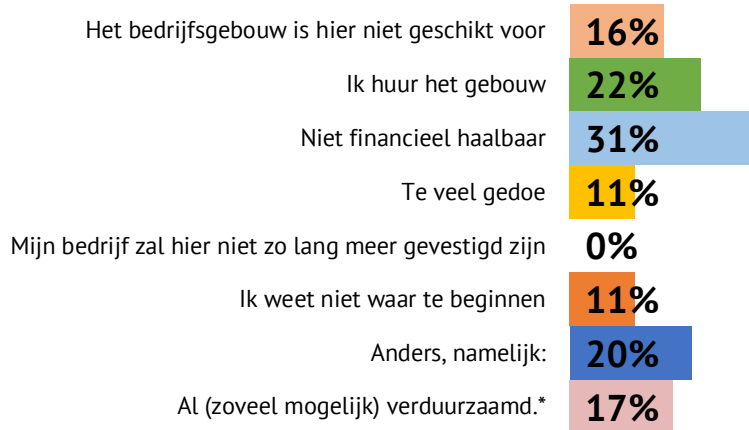 Het bedrijfsgebouw is hier niet geschikt voor 16%
Ik huur het gebouw 22%
Niet financieel haalbaar 31%
Te veel gedoe 11%
Mijn bedrijf zal hier niet zo lang meer gevestigd zijn 0%
Ik weet niet waar te beginnen 11%
Anders, namelijk: 20%
Al (zoveel mogelijk) verduurzaamd.* 17%